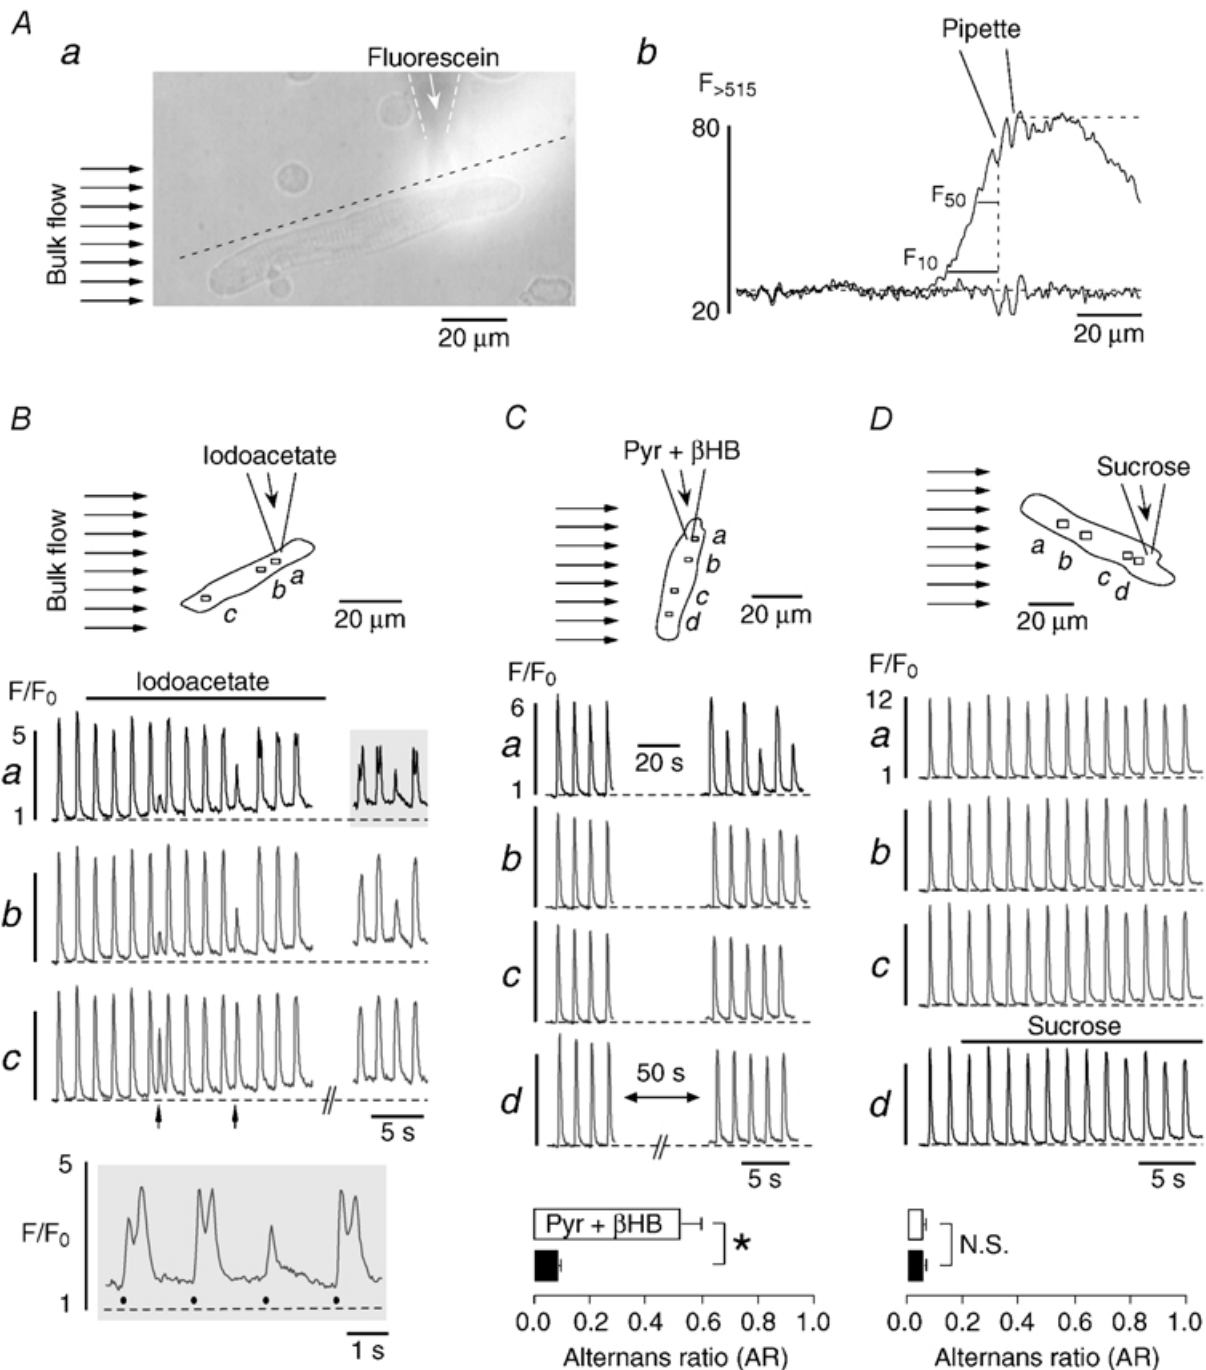 A
a
Fluorescein
Bulk flow
20 μm
b
Pipette
F>515
80
F50
F10
20
20 μm
B
Iodoacetate
Bulk flow
a
b
c
20 μm
F/F0
Iodoacetate
5
a
1
b
c
5 s
5
F/F0
1
1 s
C
Pyr + βHB
a
b
c
d
20 μm
F/F0
6
a
1
20 s
b
c
d
50 s
5 s
Pyr + βHB
*
0.0 0.2 0.4 0.6 0.8 1.0
Alternans ratio (AR)
D
Sucrose
a
b
c
d
20 μm
F/F0
12
a
1
b
c
Sucrose
d
5 s
N.S.
0.0 0.2 0.4 0.6 0.8 1.0
Alternans ratio (AR)